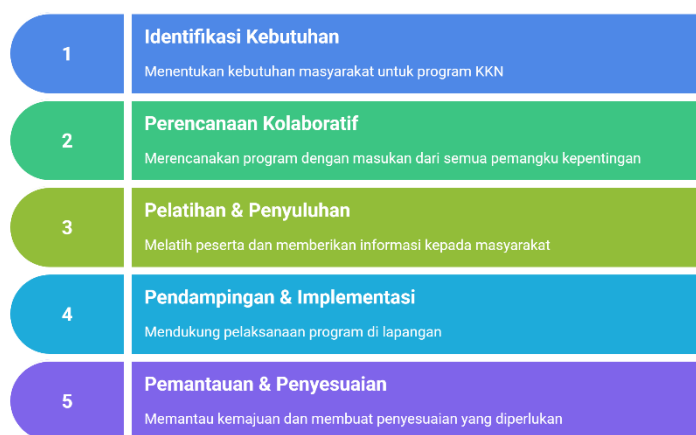 1
Identifikasi Kebutuhan
Menentukan kebutuhan masyarakat untuk program KKN
2
Perencanaan Kolaboratif
Merencanakan program dengan masukan dari semua pemangku kepentingan
3
Pelatihan & Penyuluhan
Melatih peserta dan memberikan informasi kepada masyarakat
4
Pendampingan & Implementasi
Mendukung pelaksanaan program di lapangan
5
Pemantauan & Penyesuaian
Memantau kemajuan dan membuat penyesuaian yang diperlukan